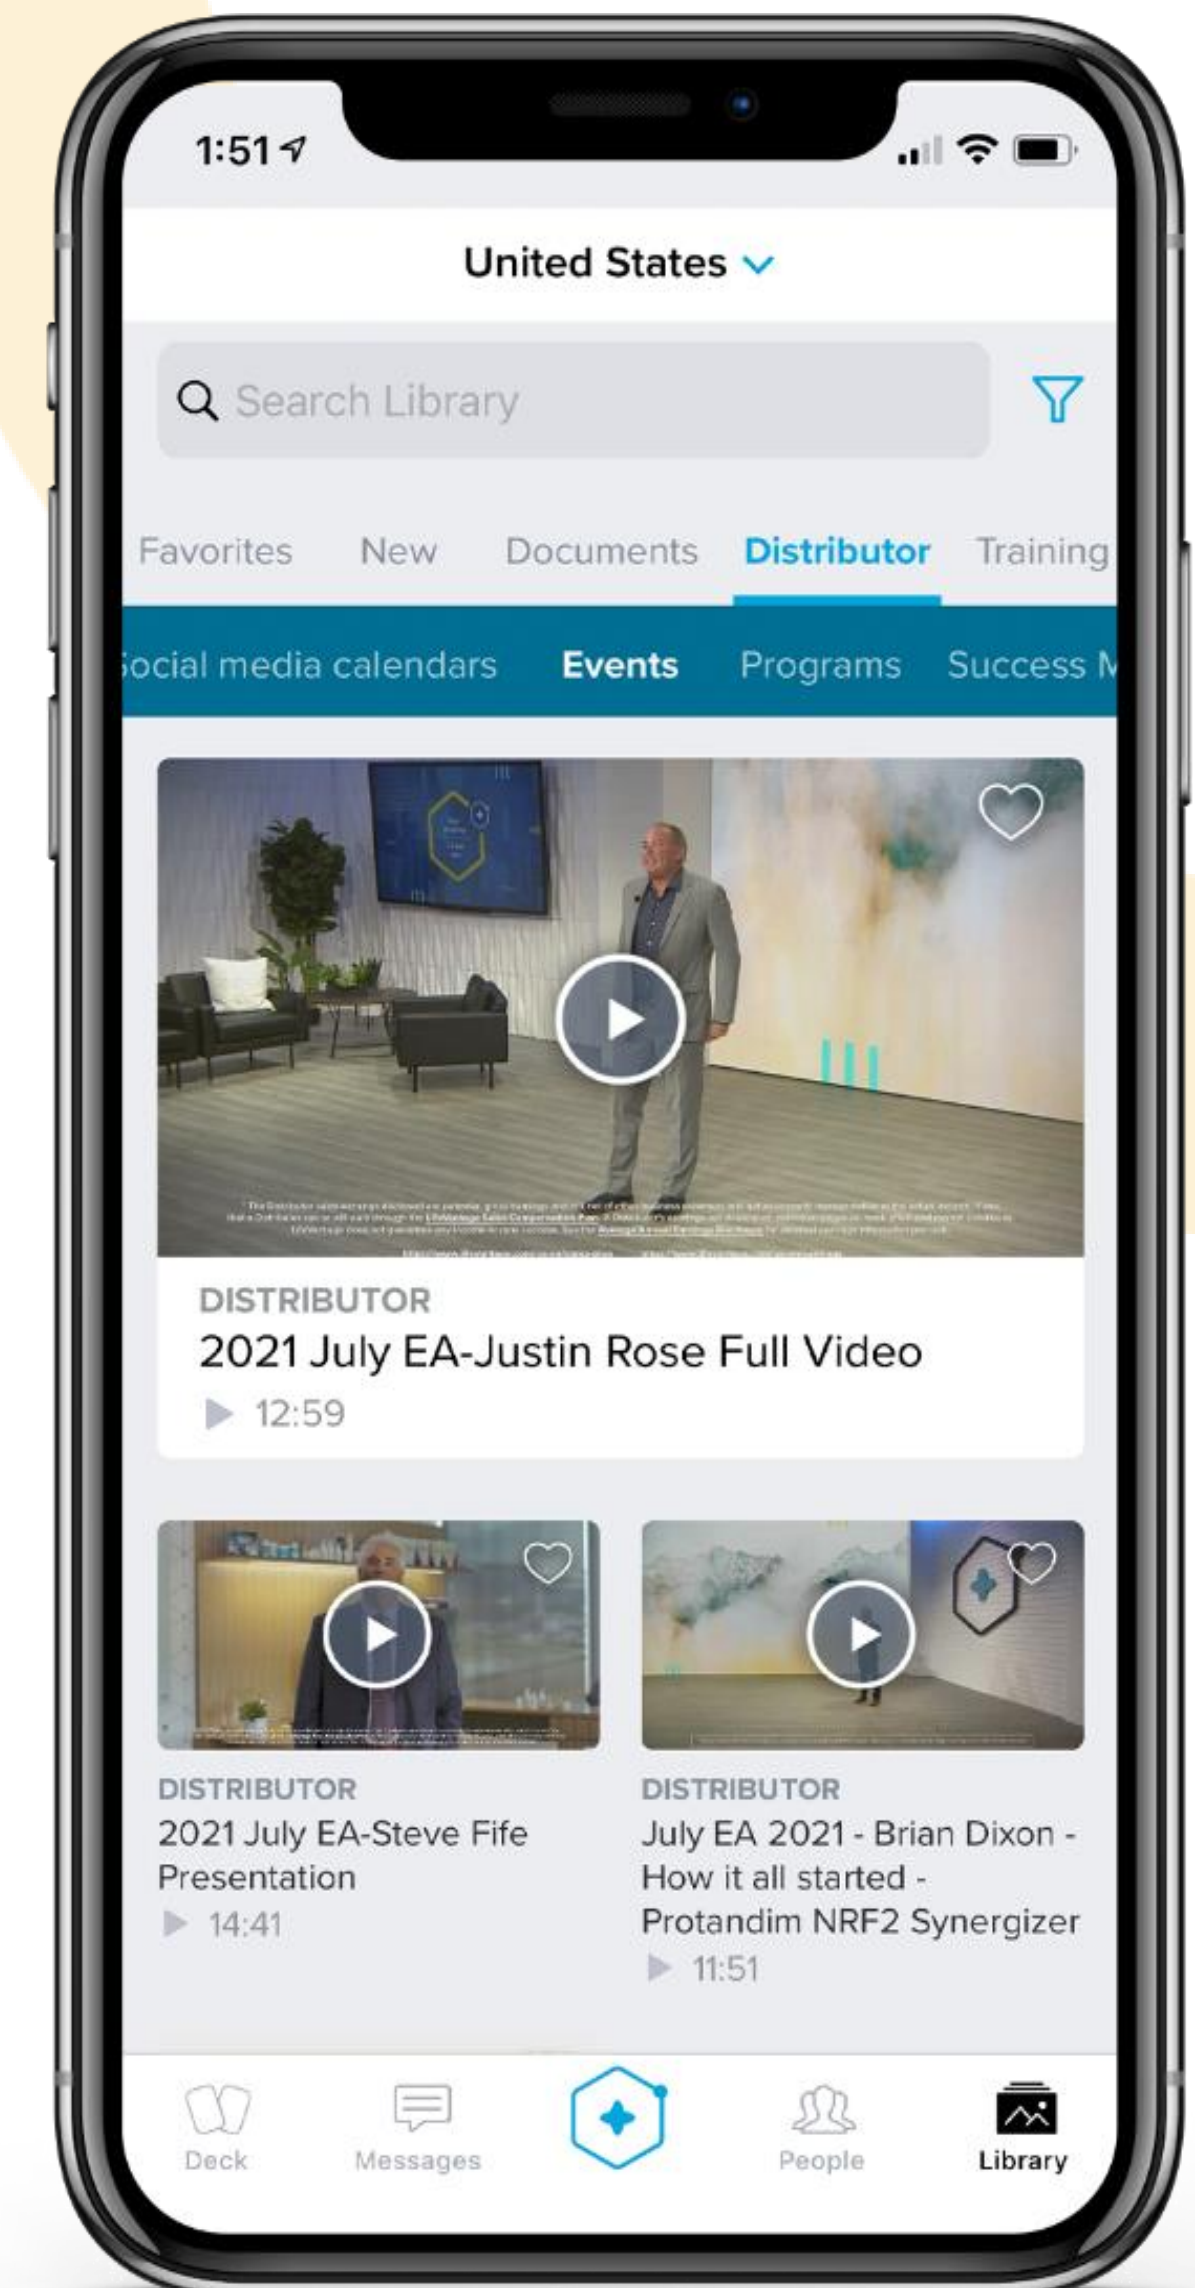 1:51
United States
Search Library
Favorites New Documents Distributor Training
Social media calendars Events Programs Success M
DISTRIBUTOR
2021 July EA-Justin Rose Full Video
12:59
DISTRIBUTOR
2021 July EA-Steve Fife
Presentation
14:41
DISTRIBUTOR
July EA 2021 - Brian Dixon -
How it all started -
Protandim NRF2 Synergizer
11:51
Deck Messages People Library